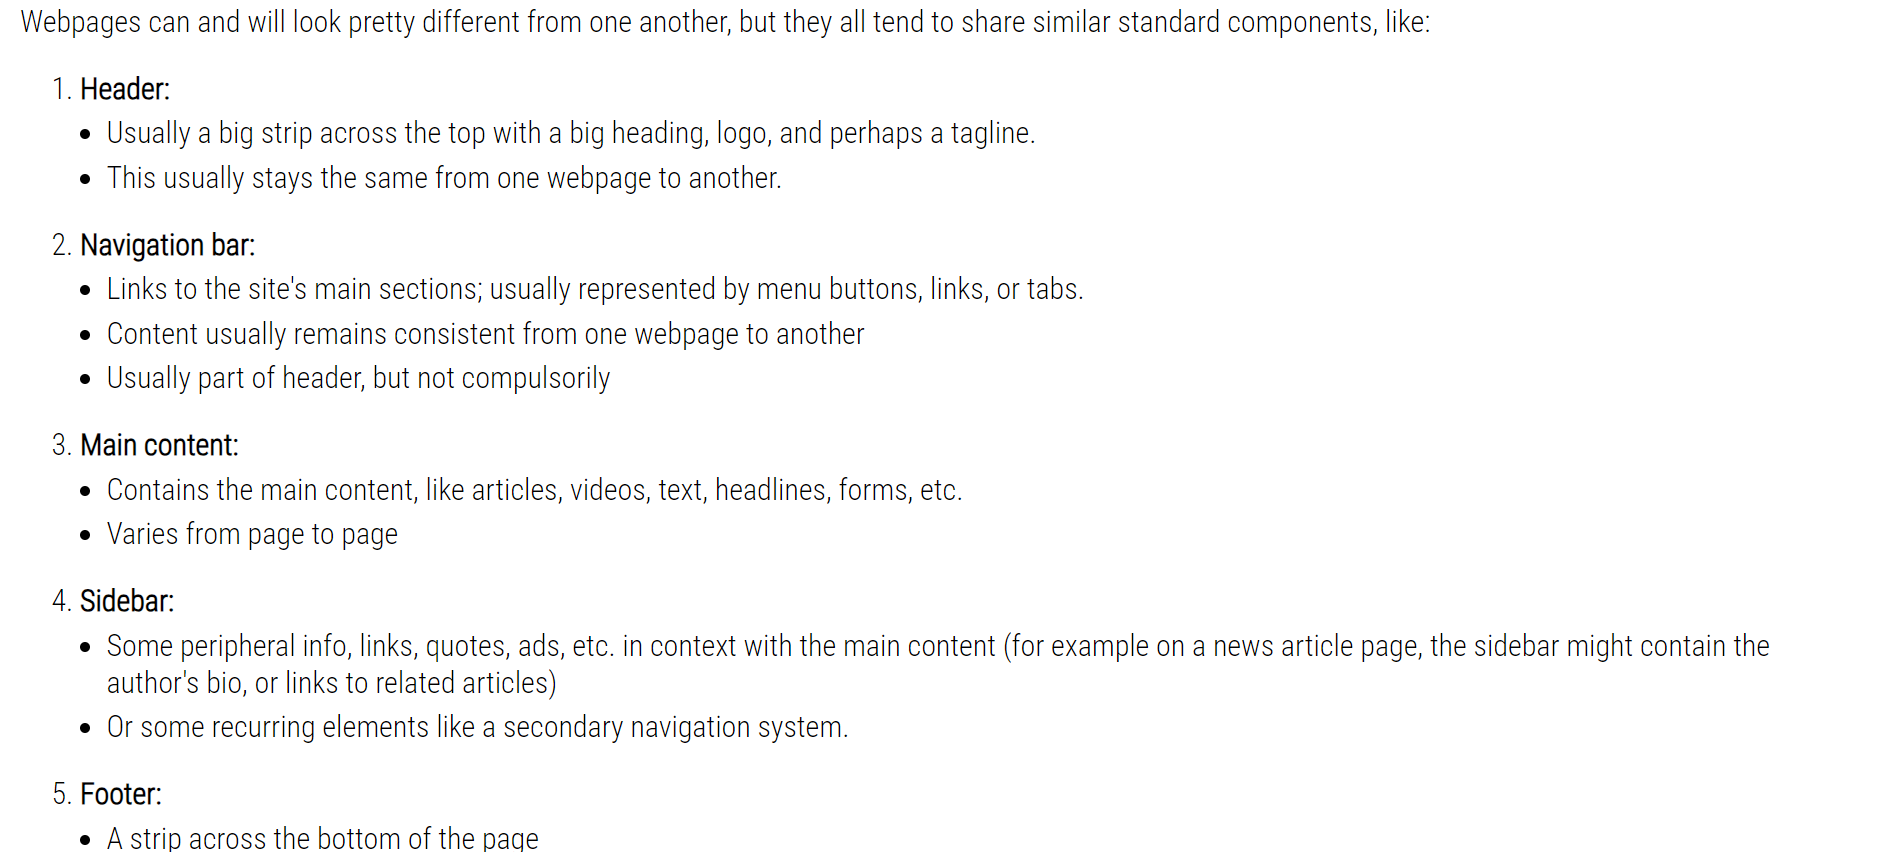 Webpages can and will look pretty different from one another, but they all tend to share similar standard components, like:
1. Header:
• Usually a big strip across the top with a big heading, logo, and perhaps a tagline.
• This usually stays the same from one webpage to another.
2. Navigation bar:
• Links to the site's main sections; usually represented by menu buttons, links, or tabs.
• Content usually remains consistent from one webpage to another
• Usually part of header, but not compulsorily
3. Main content:
• Contains the main content, like articles, videos, text, headlines, forms, etc.
• Varies from page to page
4. Sidebar:
• Some peripheral info, links, quotes, ads, etc. in context with the main content (for example on a news article page, the sidebar might contain the
author's bio, or links to related articles)
• Or some recurring elements like a secondary navigation system.
5. Footer:
• A strip across the bottom of the page